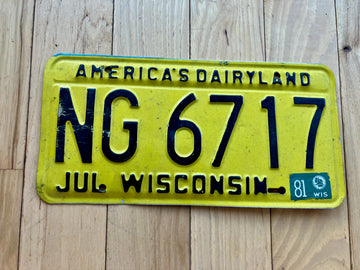 AMERICA'S DAIRYLAND
NG 6717
JUL WISCONSIN 81 WIS